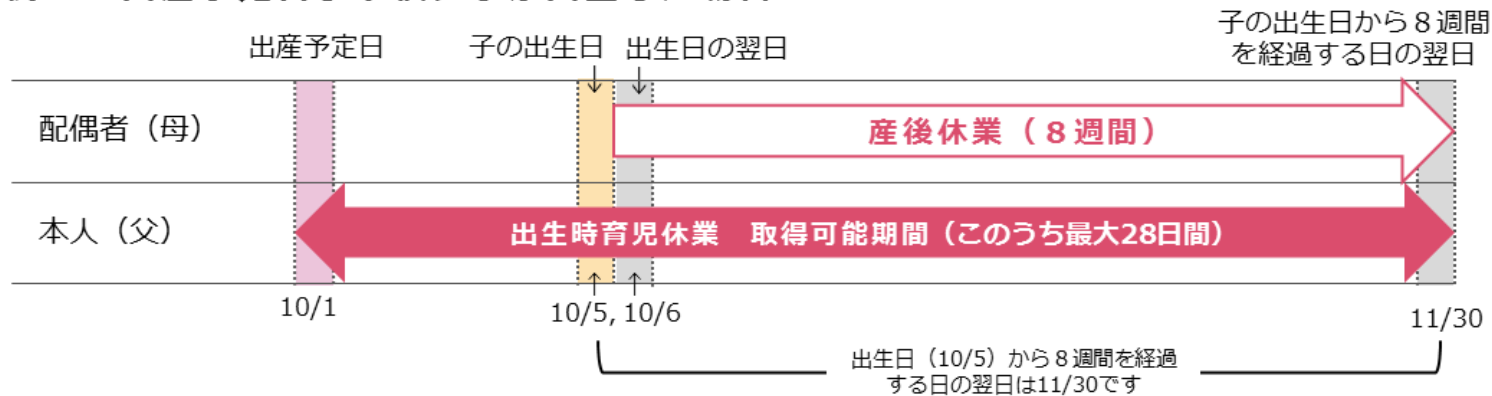 出産予定日
子の出生日
出生日の翌日
子の出生日から８週間
を経過する日の翌日
配偶者（母）
産後休業（８週間）
本人（父）
出生時育児休業　取得可能期間（このうち最大28日間）
10/1
10/5, 10/6
11/30
出生日（10/5）から８週間を経過
する日の翌日は11/30です